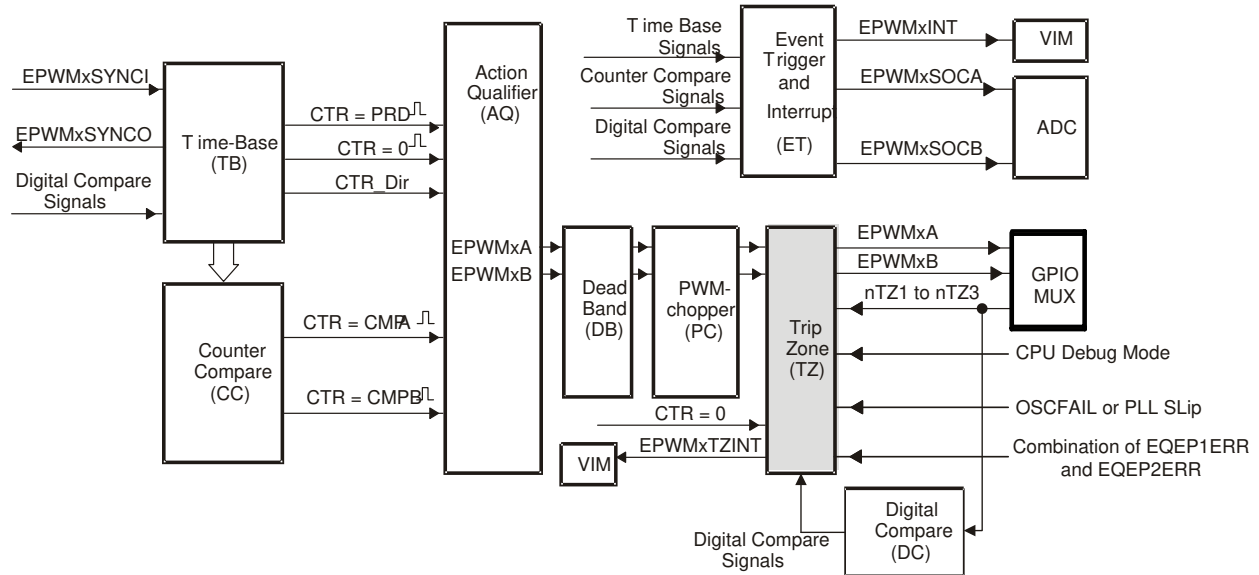 EPWMxSYNCI
EPWMxSYNCO
Digital Compare
Signals
Time-Base
(TB)
CTR = PRD
CTR = 0
CTR_Dir
Counter
Compare
(CC)
CTR = CMPA
CTR = CMPB
Action
Qualifier
(AQ)
EPWMxA
EPWMxB
Time Base
Signals
Counter Compare
Signals
Digital Compare
Signals
Event
Trigger
and
Interrupt
(ET)
EPWMxINT
EPWMxSOCA
EPWMxSOCB
VIM
ADC
Dead
Band
(DB)
PWM-
chopper
(PC)
Trip
Zone
(TZ)
EPWMxA
EPWMxB
nTZ1 to nTZ3
GPIO
MUX
CPU Debug Mode
OSCFAIL or PLL SLip
Combination of EQEP1ERR
and EQEP2ERR
CTR = 0
EPWMxTZINT
VIM
Digital Compare
Signals
Digital
Compare
(DC)